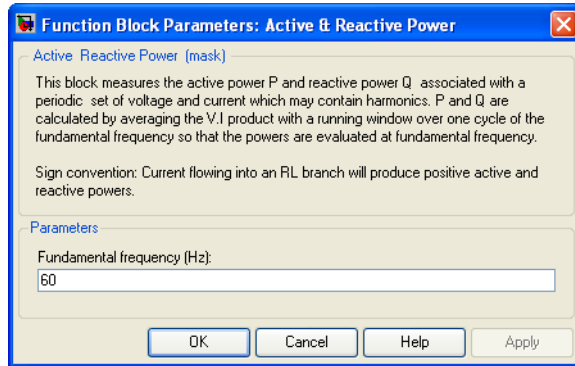 Function Block Parameters: Active & Reactive Power
Active Reactive Power (mask)
This block measures the active power P and reactive power Q associated with a
periodic set of voltage and current which may contain harmonics. P and Q are
calculated by averaging the V.I product with a running window over one cycle of the
fundamental frequency so that the powers are evaluated at fundamental frequency.
Sign convention: Current flowing into an RL branch will produce positive active and
reactive powers.
Parameters
Fundamental frequency (Hz):
60
OK Cancel Help Apply